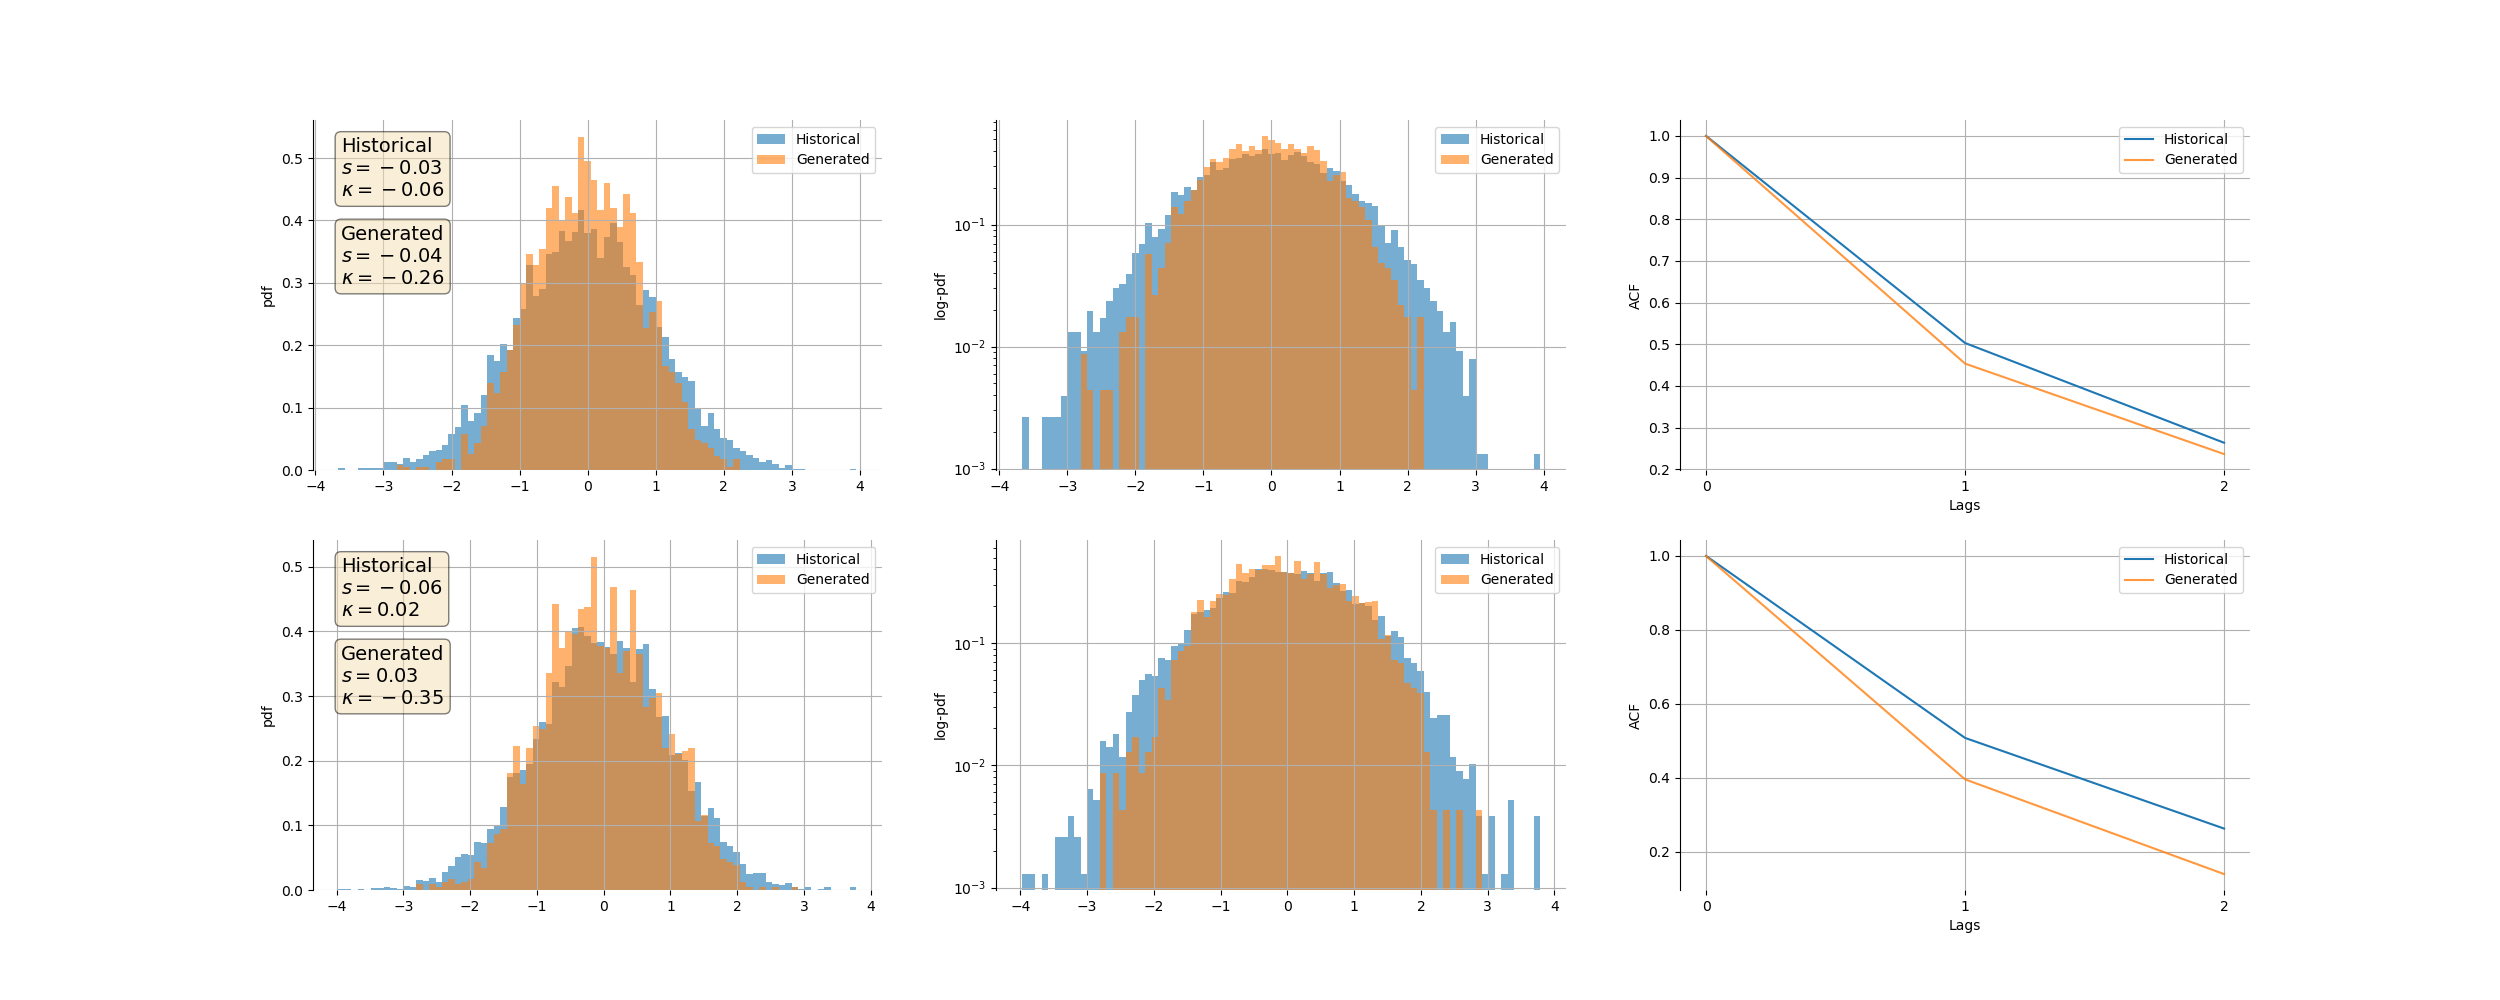 Historical
s = −0.03
κ = −0.06
Generated
s = −0.04
κ = −0.26
Historical
Generated
pdf
0.5
0.4
0.3
0.2
0.1
0.0
−4 −3 −2 −1 0 1 2 3 4
Historical
Generated
log-pdf
10⁻¹
10⁻²
10⁻³
−4 −3 −2 −1 0 1 2 3 4
Historical
Generated
ACF
1.0
0.9
0.8
0.7
0.6
0.5
0.4
0.3
0.2
0 1 2
Lags
Historical
s = −0.06
κ = 0.02
Generated
s = 0.03
κ = −0.35
Historical
Generated
pdf
0.5
0.4
0.3
0.2
0.1
0.0
−4 −3 −2 −1 0 1 2 3 4
Historical
Generated
log-pdf
10⁻¹
10⁻²
10⁻³
−4 −3 −2 −1 0 1 2 3 4
Historical
Generated
ACF
1.0
0.8
0.6
0.4
0.2
0 1 2
Lags